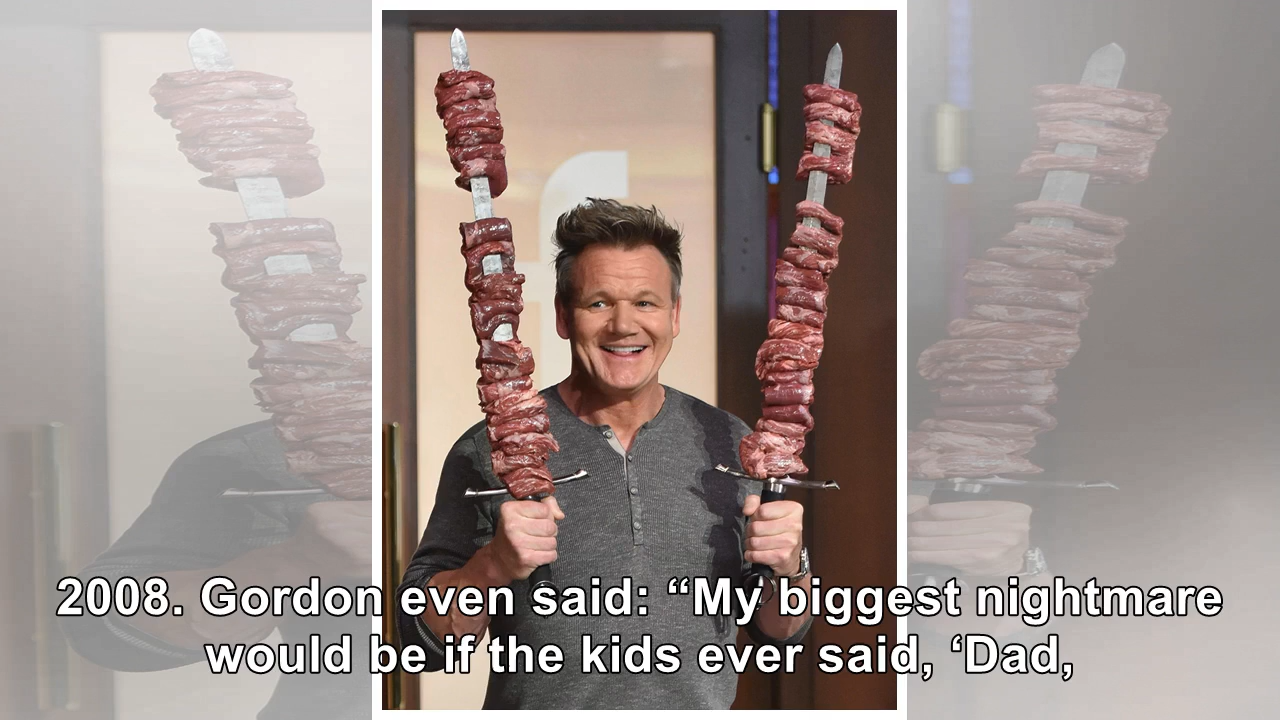 2008. Gordon even said: “My biggest nightmare
would be if the kids ever said, ‘Dad,